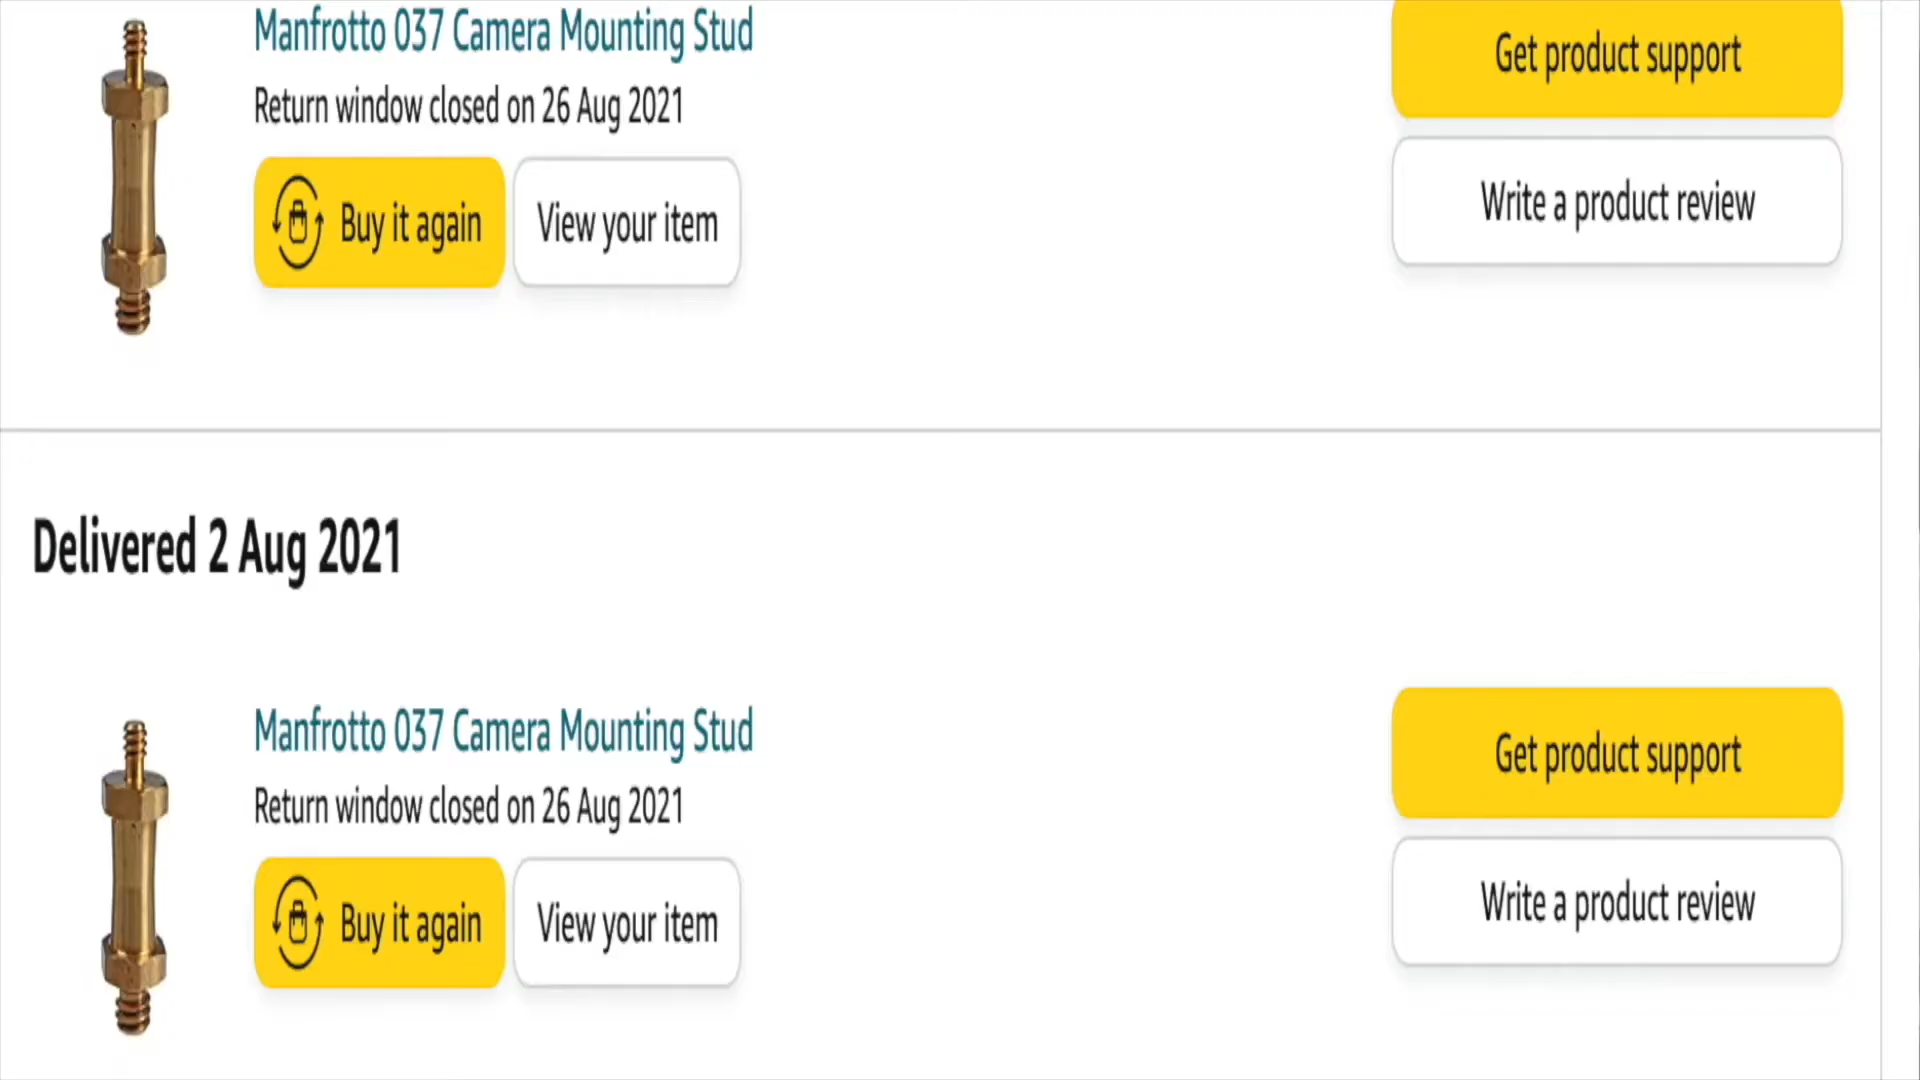 Manfrotto 037 Camera Mounting Stud
Return window closed on 26 Aug 2021
Buy it again
View your item
Get product support
Write a product review
Delivered 2 Aug 2021
Manfrotto 037 Camera Mounting Stud
Return window closed on 26 Aug 2021
Buy it again
View your item
Get product support
Write a product review